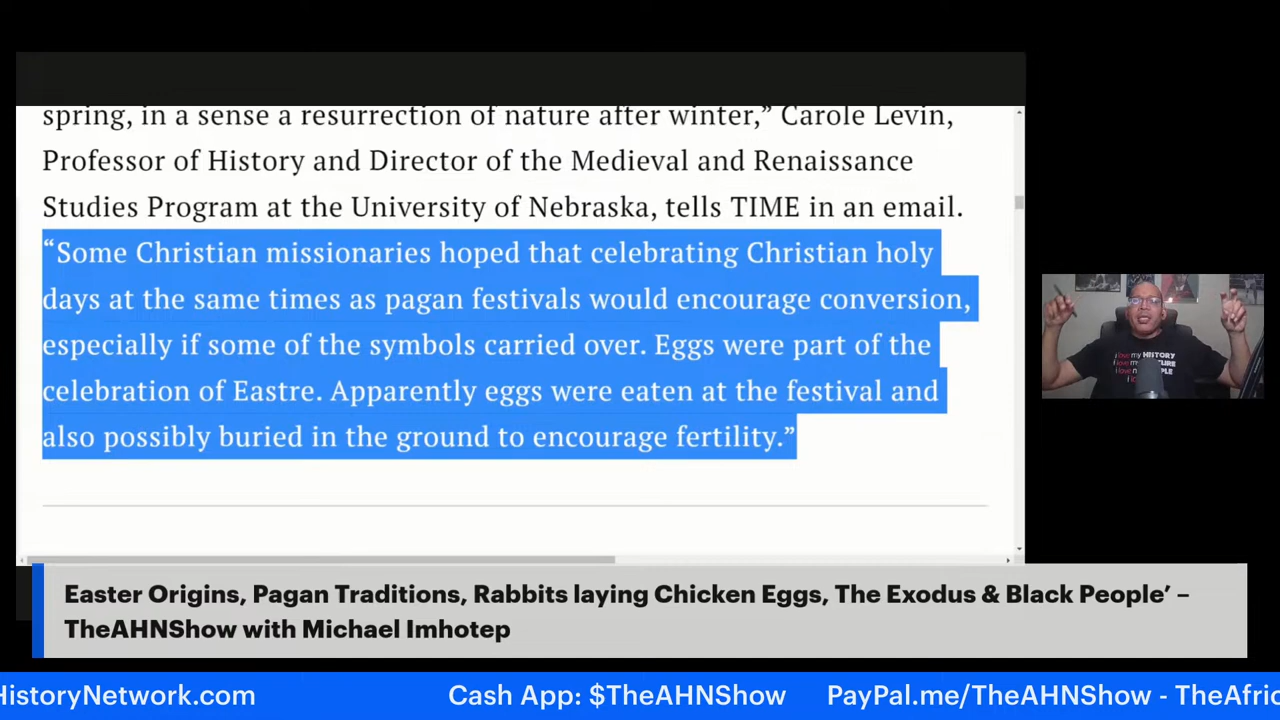 spring, in a sense a resurrection of nature after winter,” Carole Levin,
Professor of History and Director of the Medieval and Renaissance
Studies Program at the University of Nebraska, tells TIME in an email.
“Some Christian missionaries hoped that celebrating Christian holy
days at the same times as pagan festivals would encourage conversion,
especially if some of the symbols carried over. Eggs were part of the
celebration of Eastre. Apparently eggs were eaten at the festival and
also possibly buried in the ground to encourage fertility.”
I love my HISTORY
Easter Origins, Pagan Traditions, Rabbits laying Chicken Eggs, The Exodus & Black People’ –
TheAHNShow with Michael Imhotep
HistoryNetwork.com Cash App: $TheAHNShow PayPal.me/TheAHNShow - TheAfric